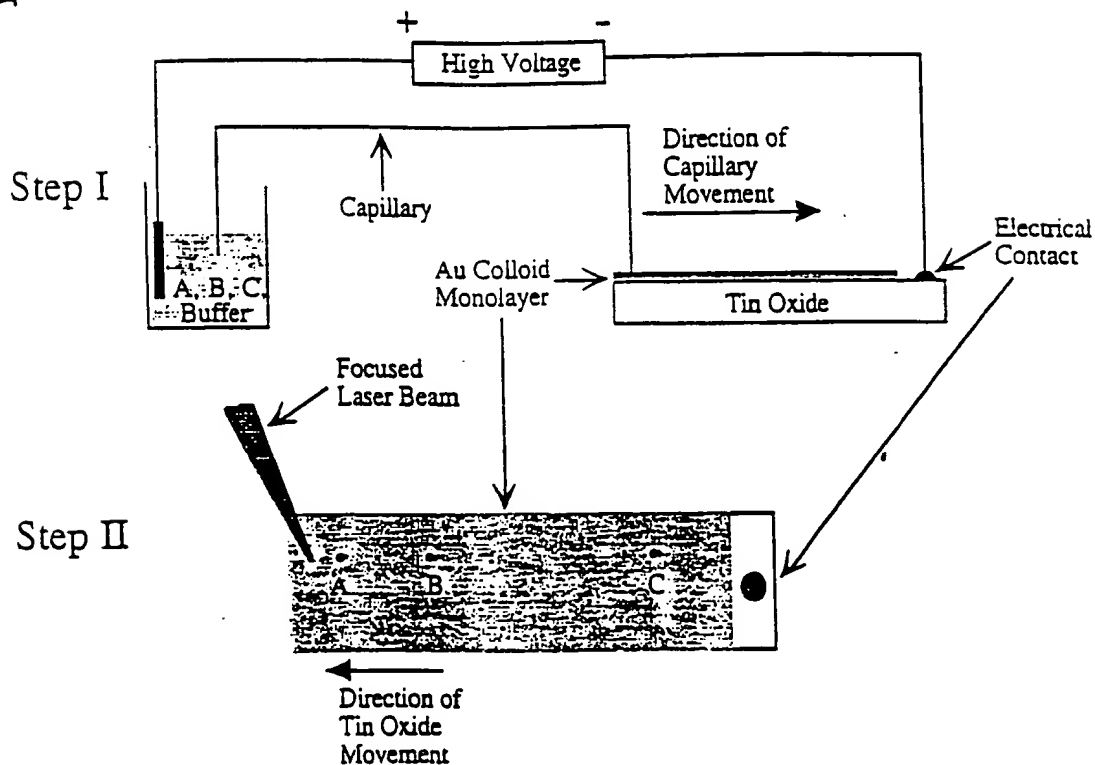 + -
High Voltage
Step I
Capillary
Direction of
Capillary
Movement
Electrical
Contact
Au Colloid
Monolayer
A, B, C,
Buffer
Tin Oxide
Focused
Laser Beam
Step II
A B C
Direction of
Tin Oxide
Movement